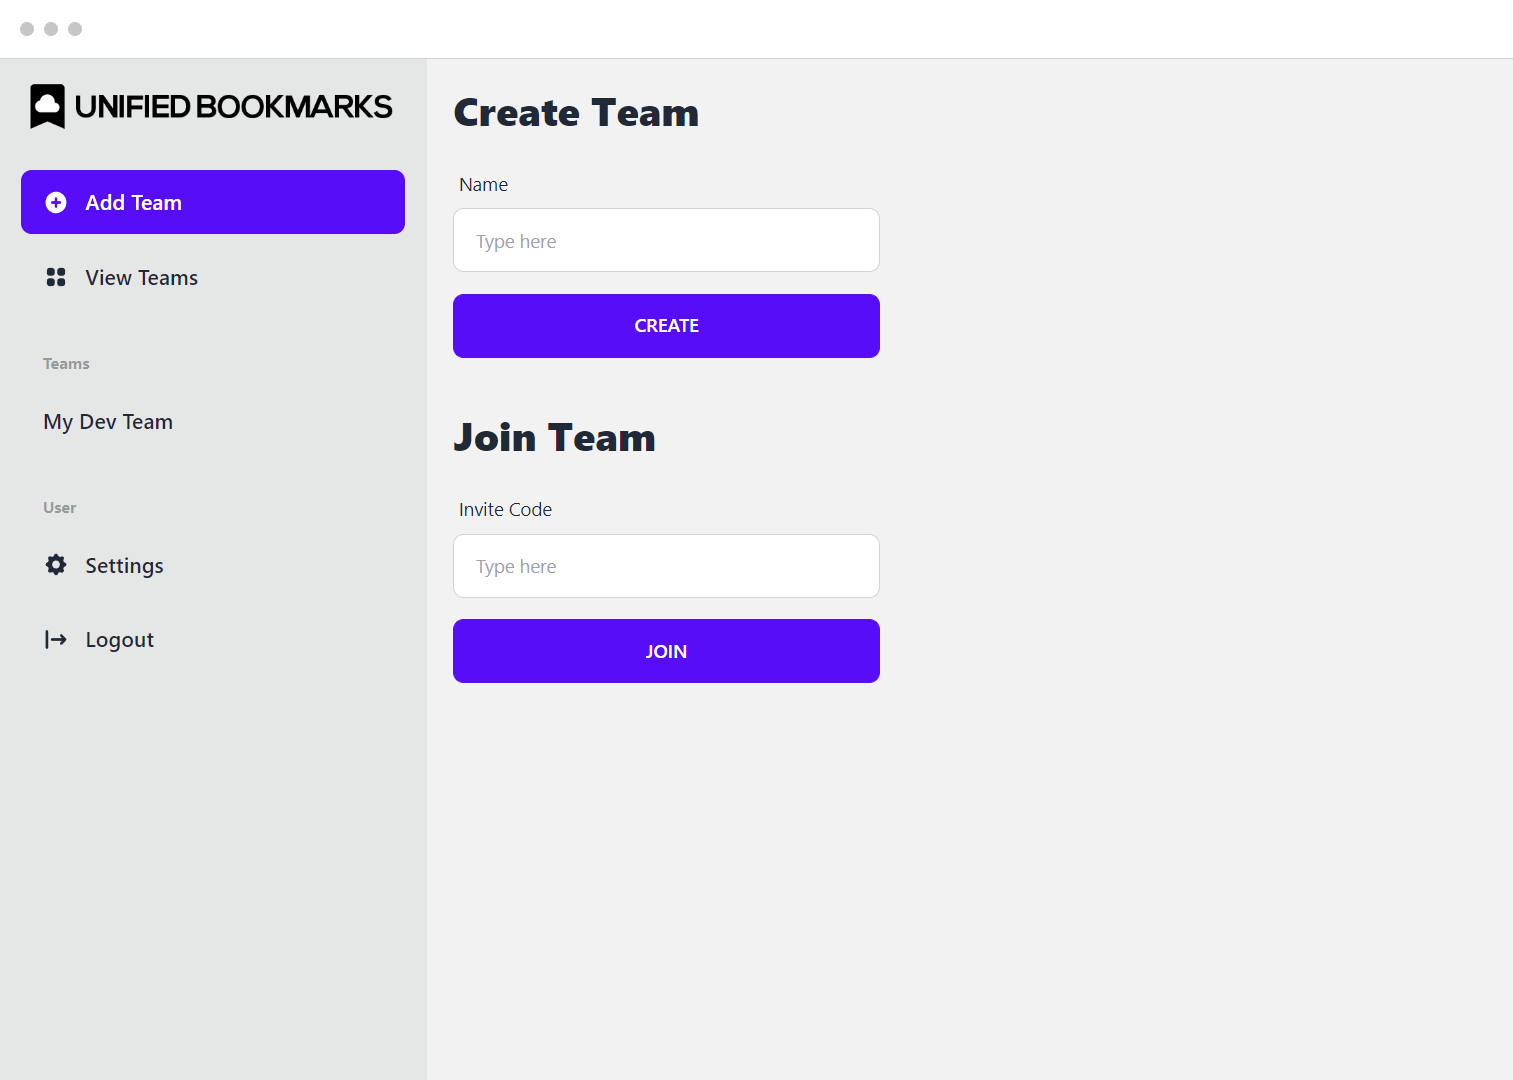 UNIFIED BOOKMARKS
Add Team
View Teams
Teams
My Dev Team
User
Settings
Logout
Create Team
Name
Type here
CREATE
Join Team
Invite Code
Type here
JOIN